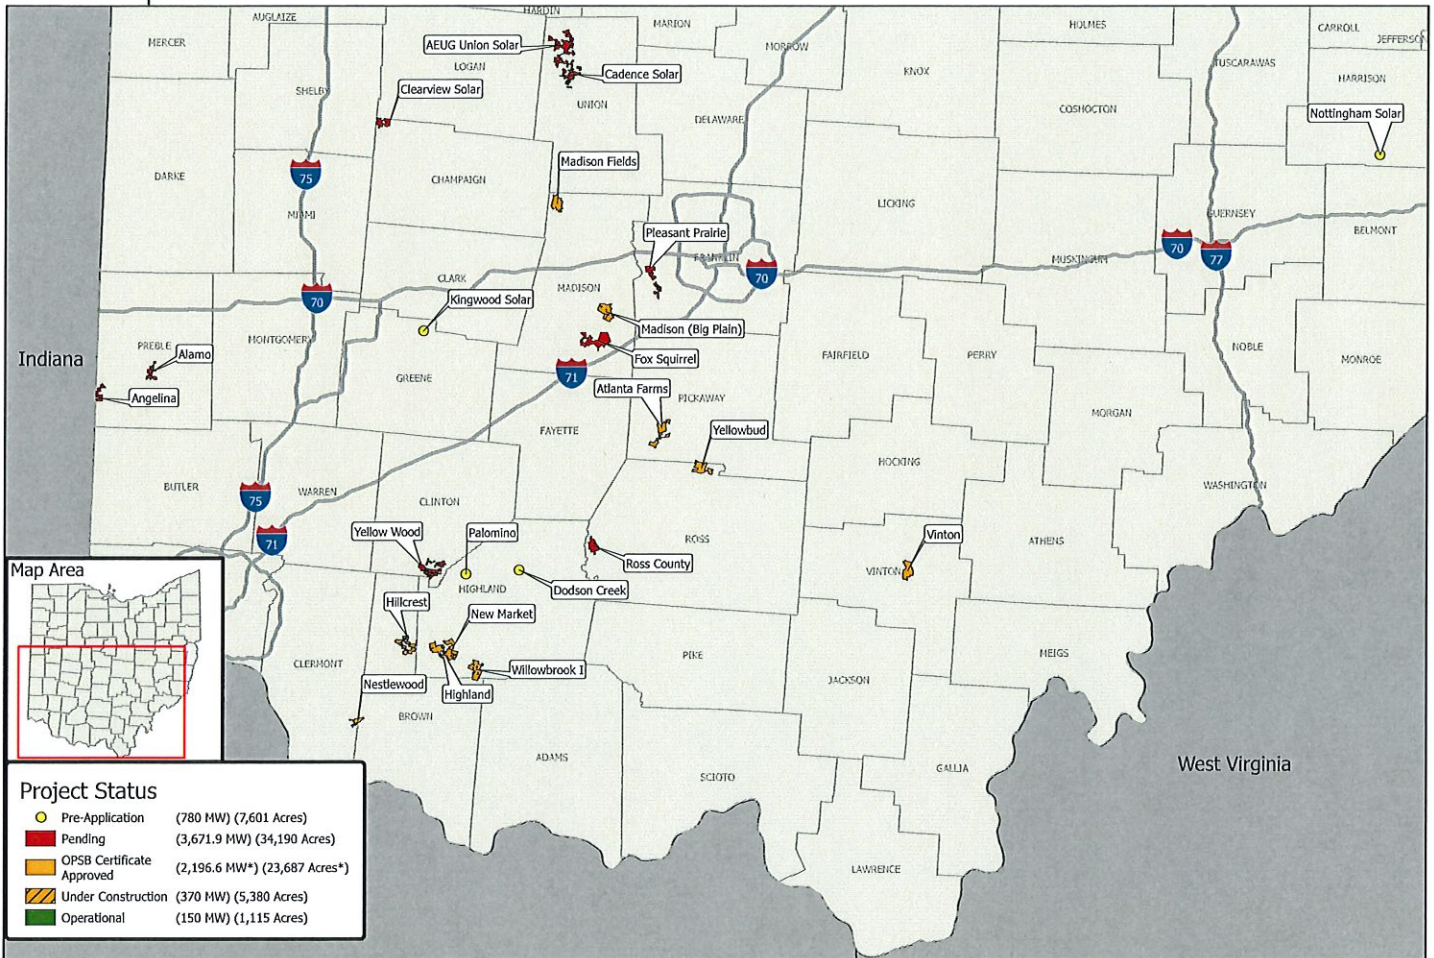 HARDIN
AUGLAIZE
MARION
HOLMES
CARROLL
JEFFERSON
MERCER
AEUG Union Solar
MORROW
LOGAN
TUSCARAWAS
KNOX
Cadence Solar
HARRISON
SHELBY
Clearview Solar
UNION
COSHOCTON
Nottingham Solar
DELAWARE
Madison Fields
DARKE
75
CHAMPAIGN
LICKING
MIAMI
GUERNSEY
BELMONT
Pleasant Prairie
70
77
FRANKLIN
MUSKINGUM
70
CLARK
MADISON
70
Kingwood Solar
Madison (Big Plain)
MONTGOMERY
PREBLE
Alamo
Indiana
Fox Squirrel
FAIRFIELD
PERRY
NOBLE
MONROE
GREENE
71
Atlanta Farms
Angelina
PICKAWAY
MORGAN
FAYETTE
Yellowbud
HOCKING
BUTLER
WARREN
75
CLINTON
WASHINGTON
Yellow Wood
Palomino
71
ROSS
Vinton
ATHENS
Ross County
VINTON
Map Area
HIGHLAND
Dodson Creek
Hillcrest
New Market
CLERMONT
PIKE
MEIGS
Willowbrook I
Nestlewood
Highland
JACKSON
BROWN
ADAMS
SCIOTO
GALLIA
West Virginia
LAWRENCE
Project Status
Pre-Application (780 MW) (7,601 Acres)
Pending (3,671.9 MW) (34,190 Acres)
OPSB Certificate
Approved (2,196.6 MW*) (23,687 Acres*)
Under Construction (370 MW) (5,380 Acres)
Operational (150 MW) (1,115 Acres)